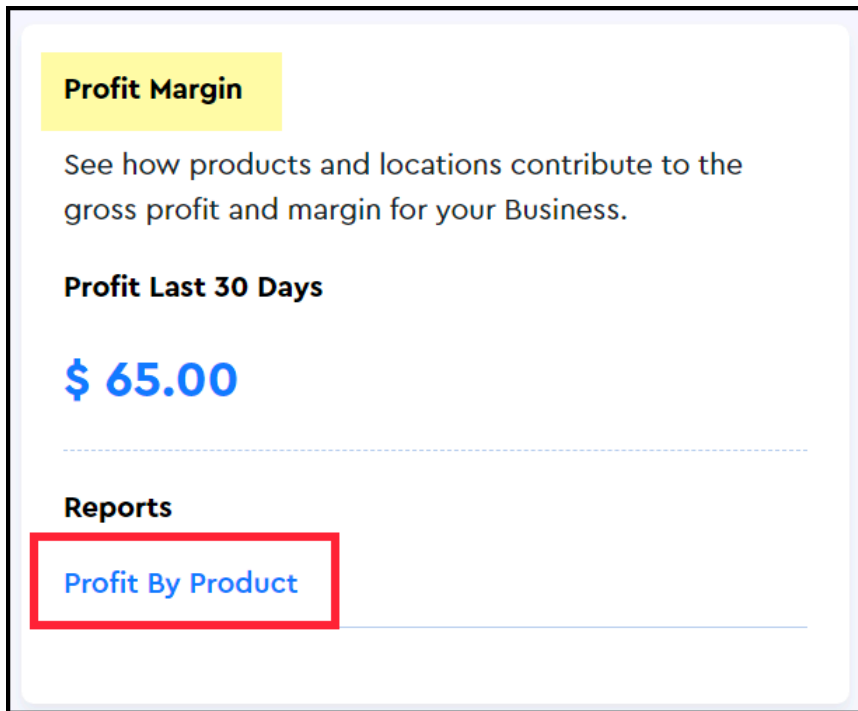 Profit Margin
See how products and locations contribute to the
gross profit and margin for your Business.
Profit Last 30 Days
$ 65.00
Reports
Profit By Product